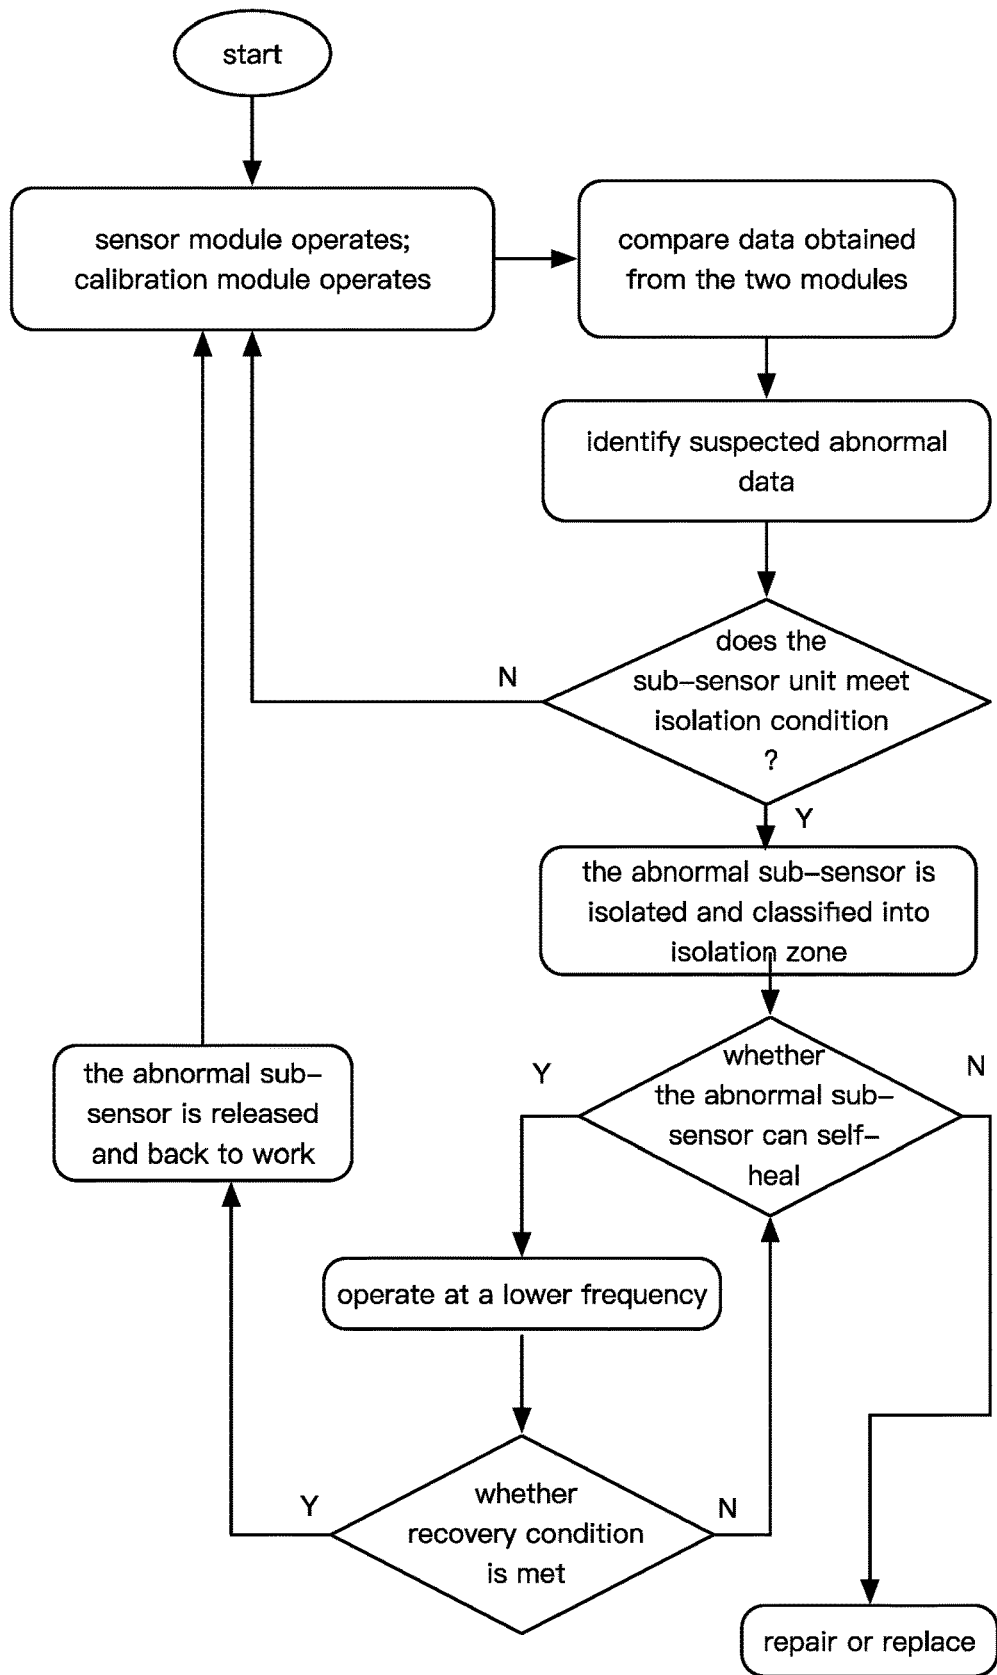 start
sensor module operates;
calibration module operates
compare data obtained
from the two modules
identify suspected abnormal
data
does the
sub–sensor unit meet
isolation condition
?
N
Y
the abnormal sub–sensor is
isolated and classified into
isolation zone
whether
the abnormal sub–
sensor can self–
heal
Y
N
the abnormal sub–
sensor is released
and back to work
operate at a lower frequency
whether
recovery condition
is met
Y
N
repair or replace